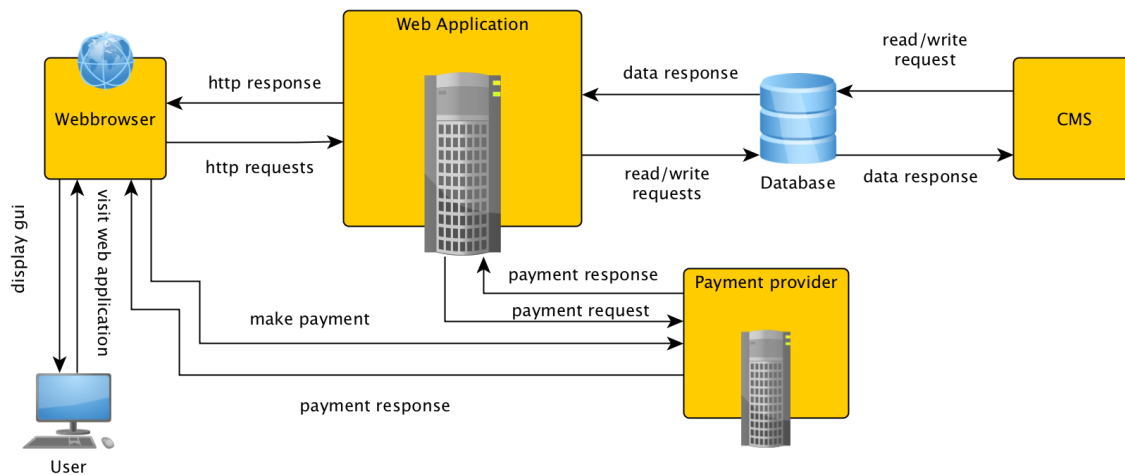 Web Application
read/write
request
http response
data response
Webbrowser
CMS
http requests
read/write
requests
Database
data response
display gui
visit web application
payment response
Payment provider
payment request
make payment
payment response
User